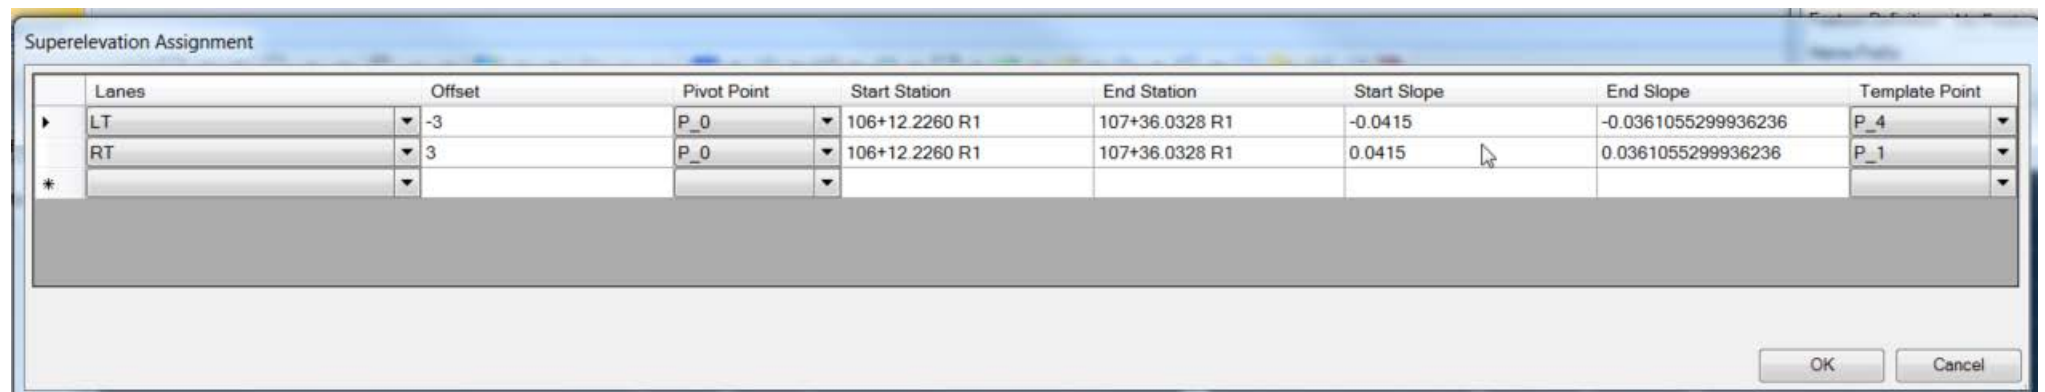 Superelevation Assignment
Lanes Offset Pivot Point Start Station End Station Start Slope End Slope Template Point
LT -3 P_0 106+12.2260 R1 107+36.0328 R1 -0.0415 -0.0361055299936236 P_4
RT 3 P_0 106+12.2260 R1 107+36.0328 R1 0.0415 0.0361055299936236 P_1
*
OK Cancel